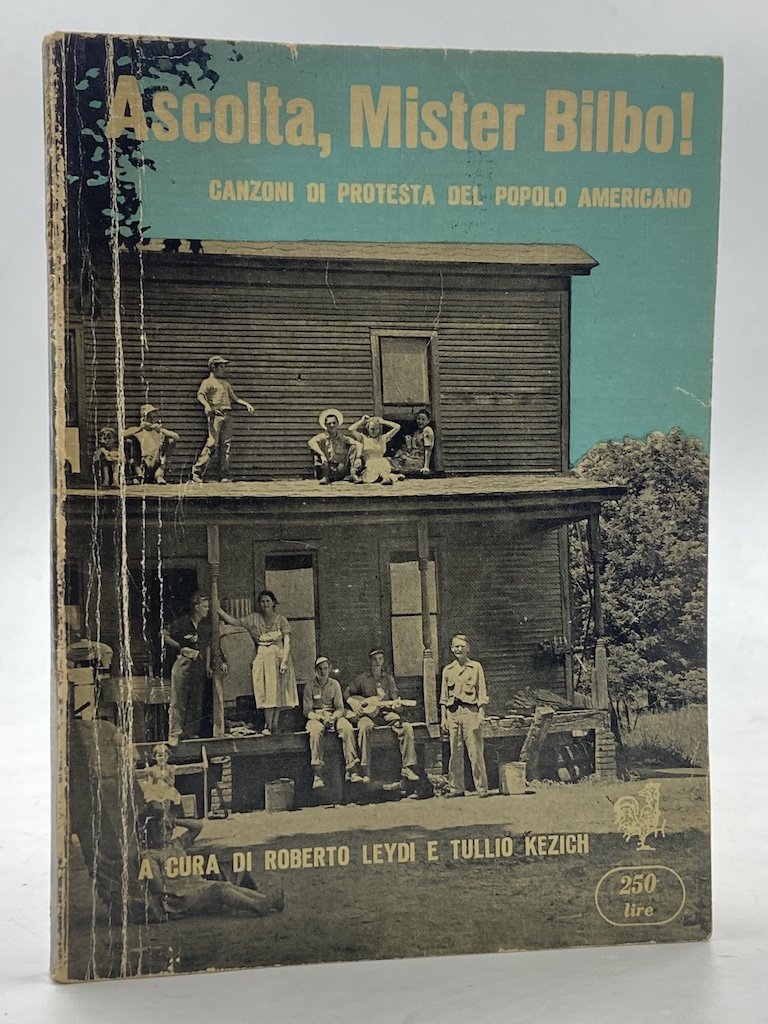 Ascolta, Mister Bilbo!
CANZONI DI PROTESTA DEL POPOLO AMERICANO
A CURA DI ROBERTO LEYDI E TULLIO KEZICH
250
lire